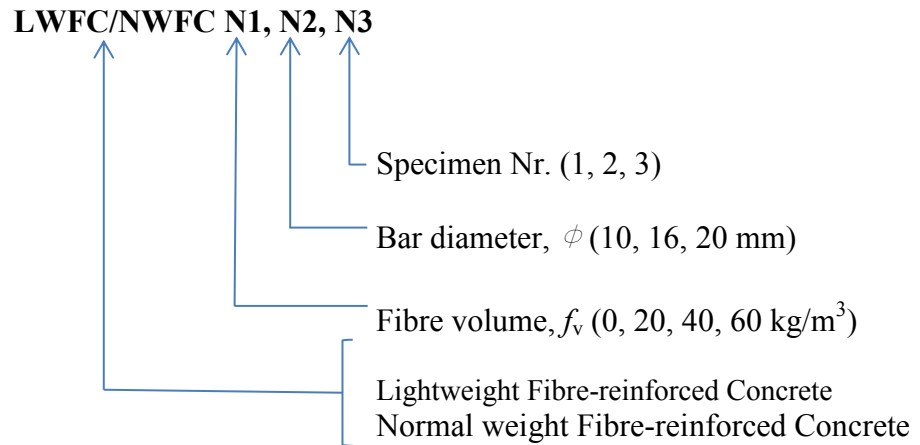 LWFC/NWFC N1, N2, N3
Specimen Nr. (1, 2, 3)
Bar diameter, ϕ (10, 16, 20 mm)
Fibre volume, fv (0, 20, 40, 60 kg/m³)
Lightweight Fibre-reinforced Concrete
Normal weight Fibre-reinforced Concrete